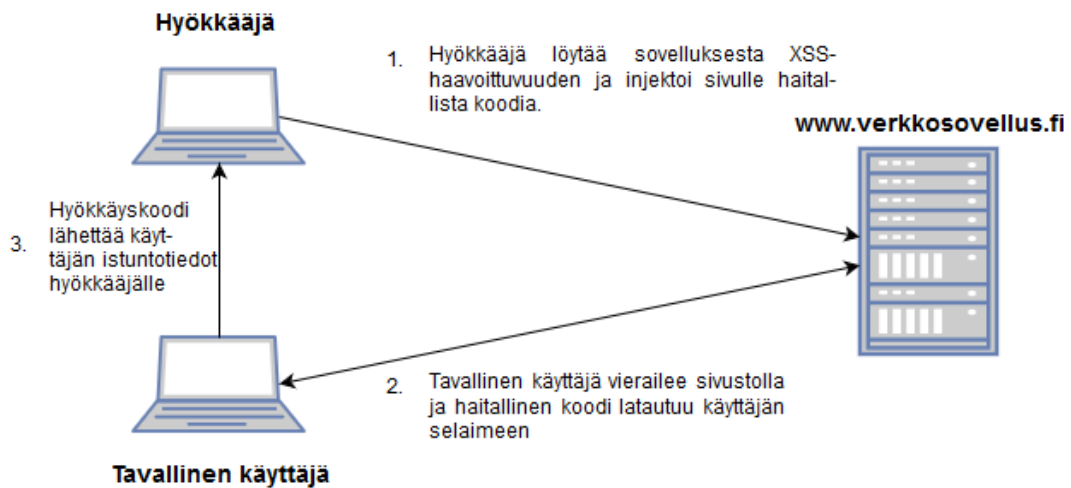 Hyökkääjä
1. Hyökkääjä löytää sovelluksesta XSS-
haavoittuvuuden ja injektoi sivulle haital-
lista koodia.
www.verkkosovellus.fi
3. Hyökkäyskoodi
lähettää käyt-
täjän istuntotiedot
hyökkääjälle
2. Tavallinen käyttäjä vierailee sivustolla
ja haitallinen koodi latautuu käyttäjän
selaimeen
Tavallinen käyttäjä